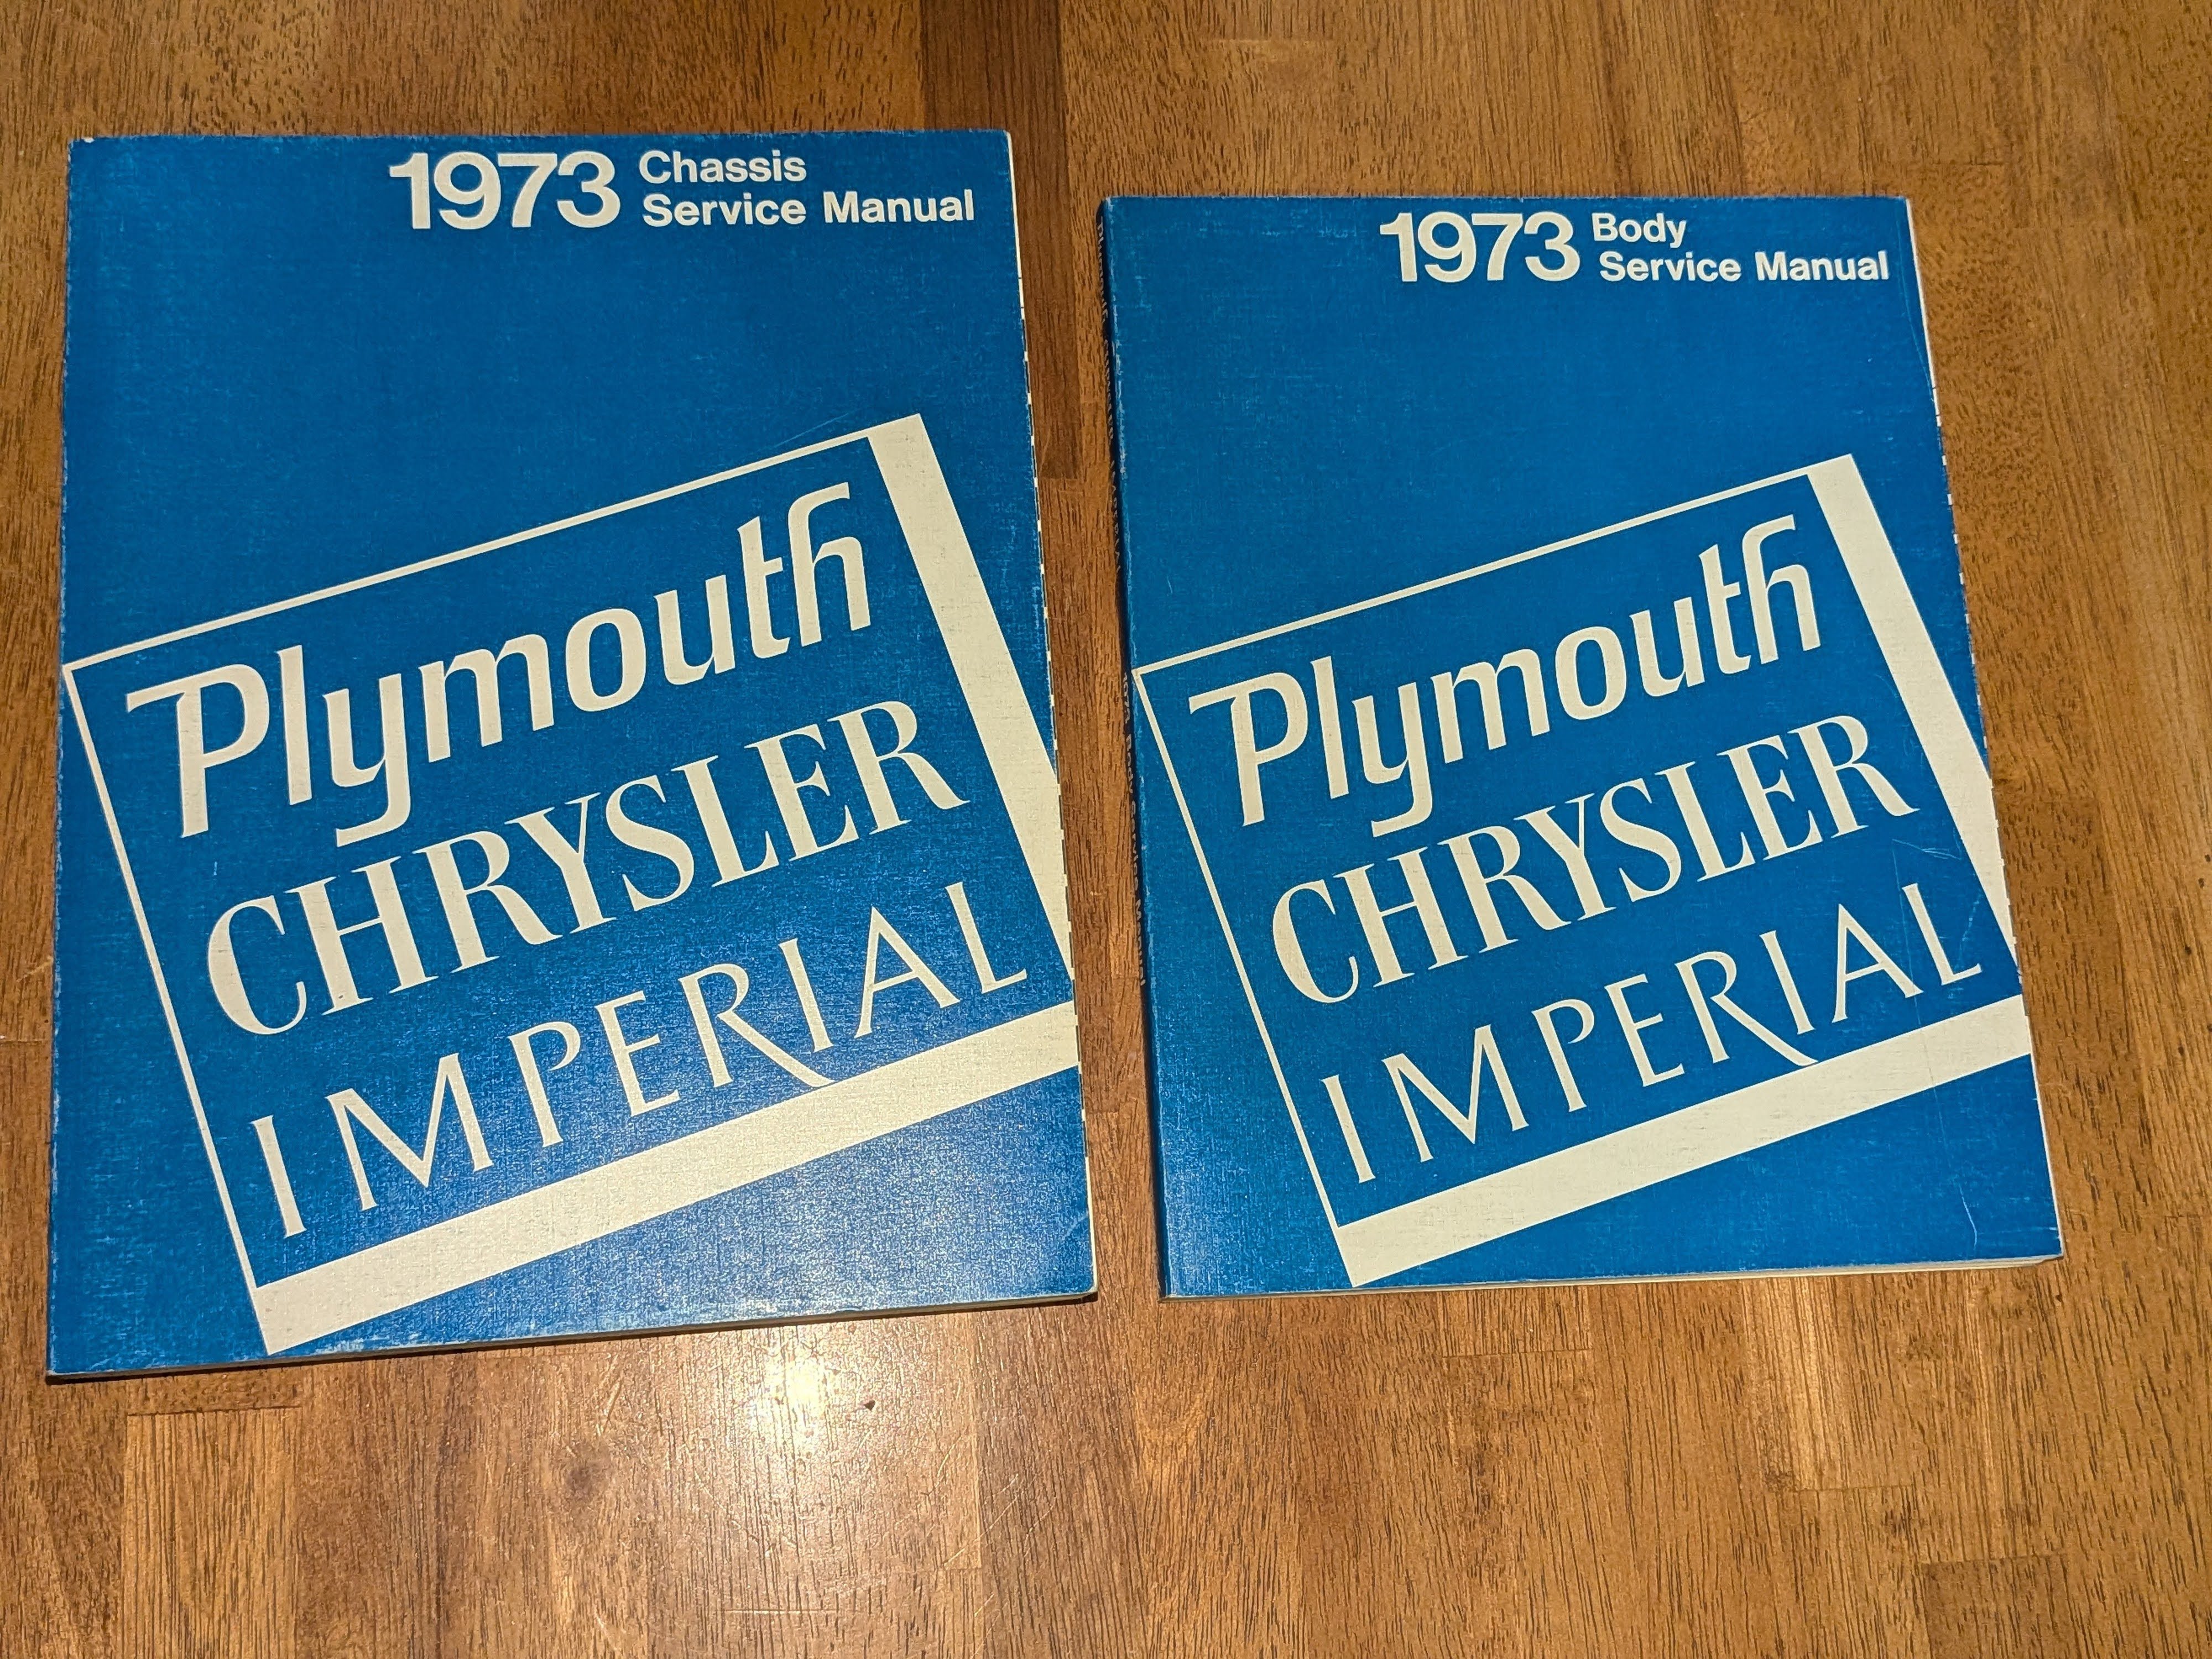 1973 Chassis
Service Manual
Plymouth
CHRYSLER
IMPERIAL
1973 Body
Service Manual
Plymouth
CHRYSLER
IMPERIAL